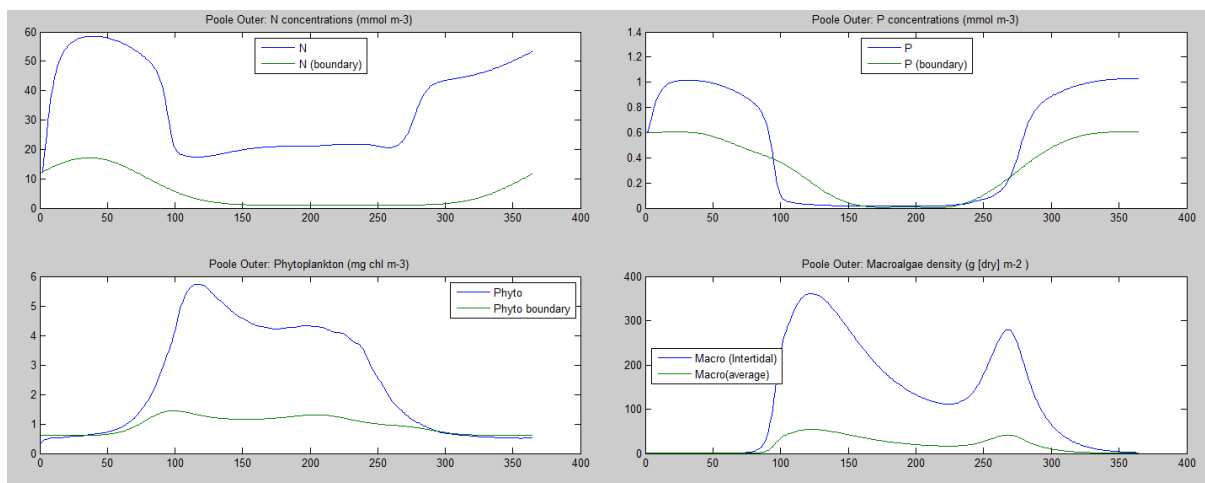 Poole Outer: N concentrations (mmol m-3)
60
50
40
30
20
10
0
N
N (boundary)
0 50 100 150 200 250 300 350 400
Poole Outer: P concentrations (mmol m-3)
1.4
1.2
1
0.8
0.6
0.4
0.2
0
P
P (boundary)
0 50 100 150 200 250 300 350 400
Poole Outer: Phytoplankton (mg chl m-3)
6
5
4
3
2
1
0
Phyto
Phyto boundary
0 50 100 150 200 250 300 350 400
Poole Outer: Macroalgae density (g [dry] m-2 )
400
300
200
100
0
Macro (Intertidal)
Macro(average)
0 50 100 150 200 250 300 350 400